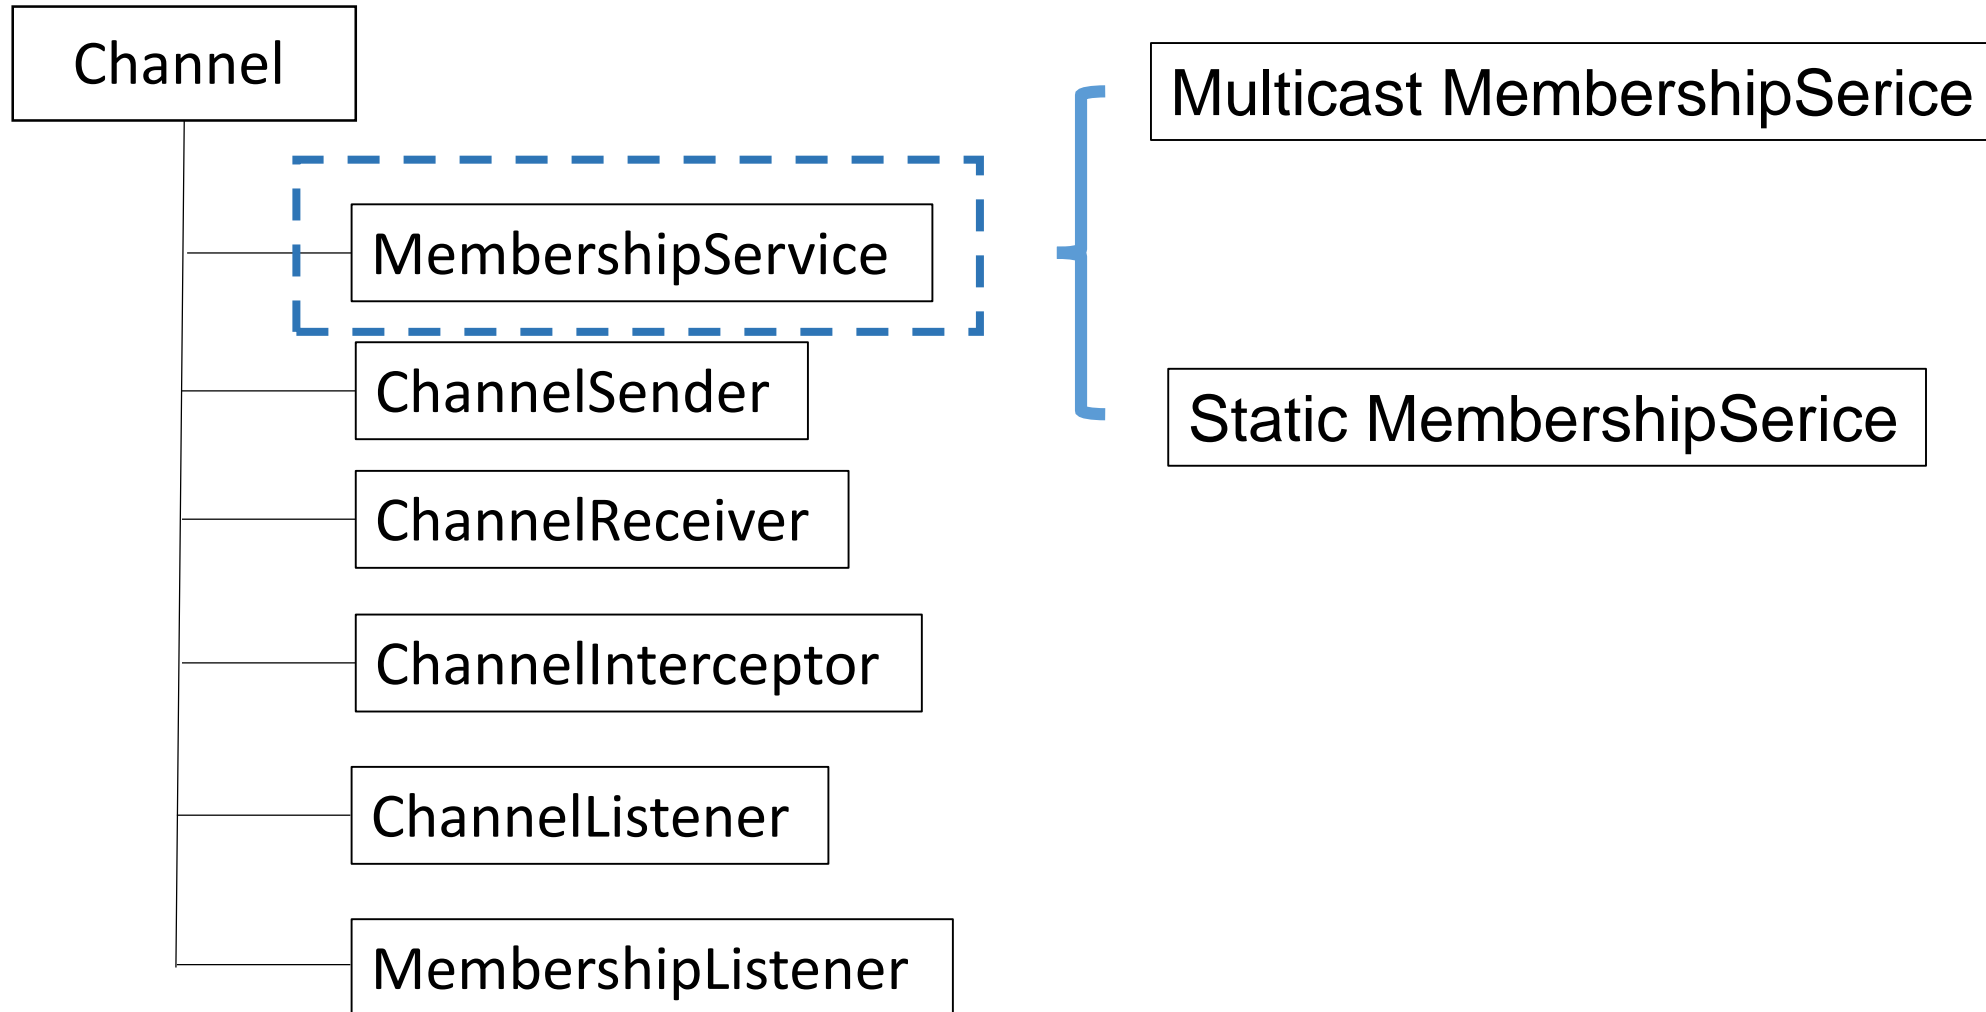 Channel
MembershipService
ChannelSender
ChannelReceiver
ChannelInterceptor
ChannelListener
MembershipListener
Multicast MembershipSerice
Static MembershipSerice